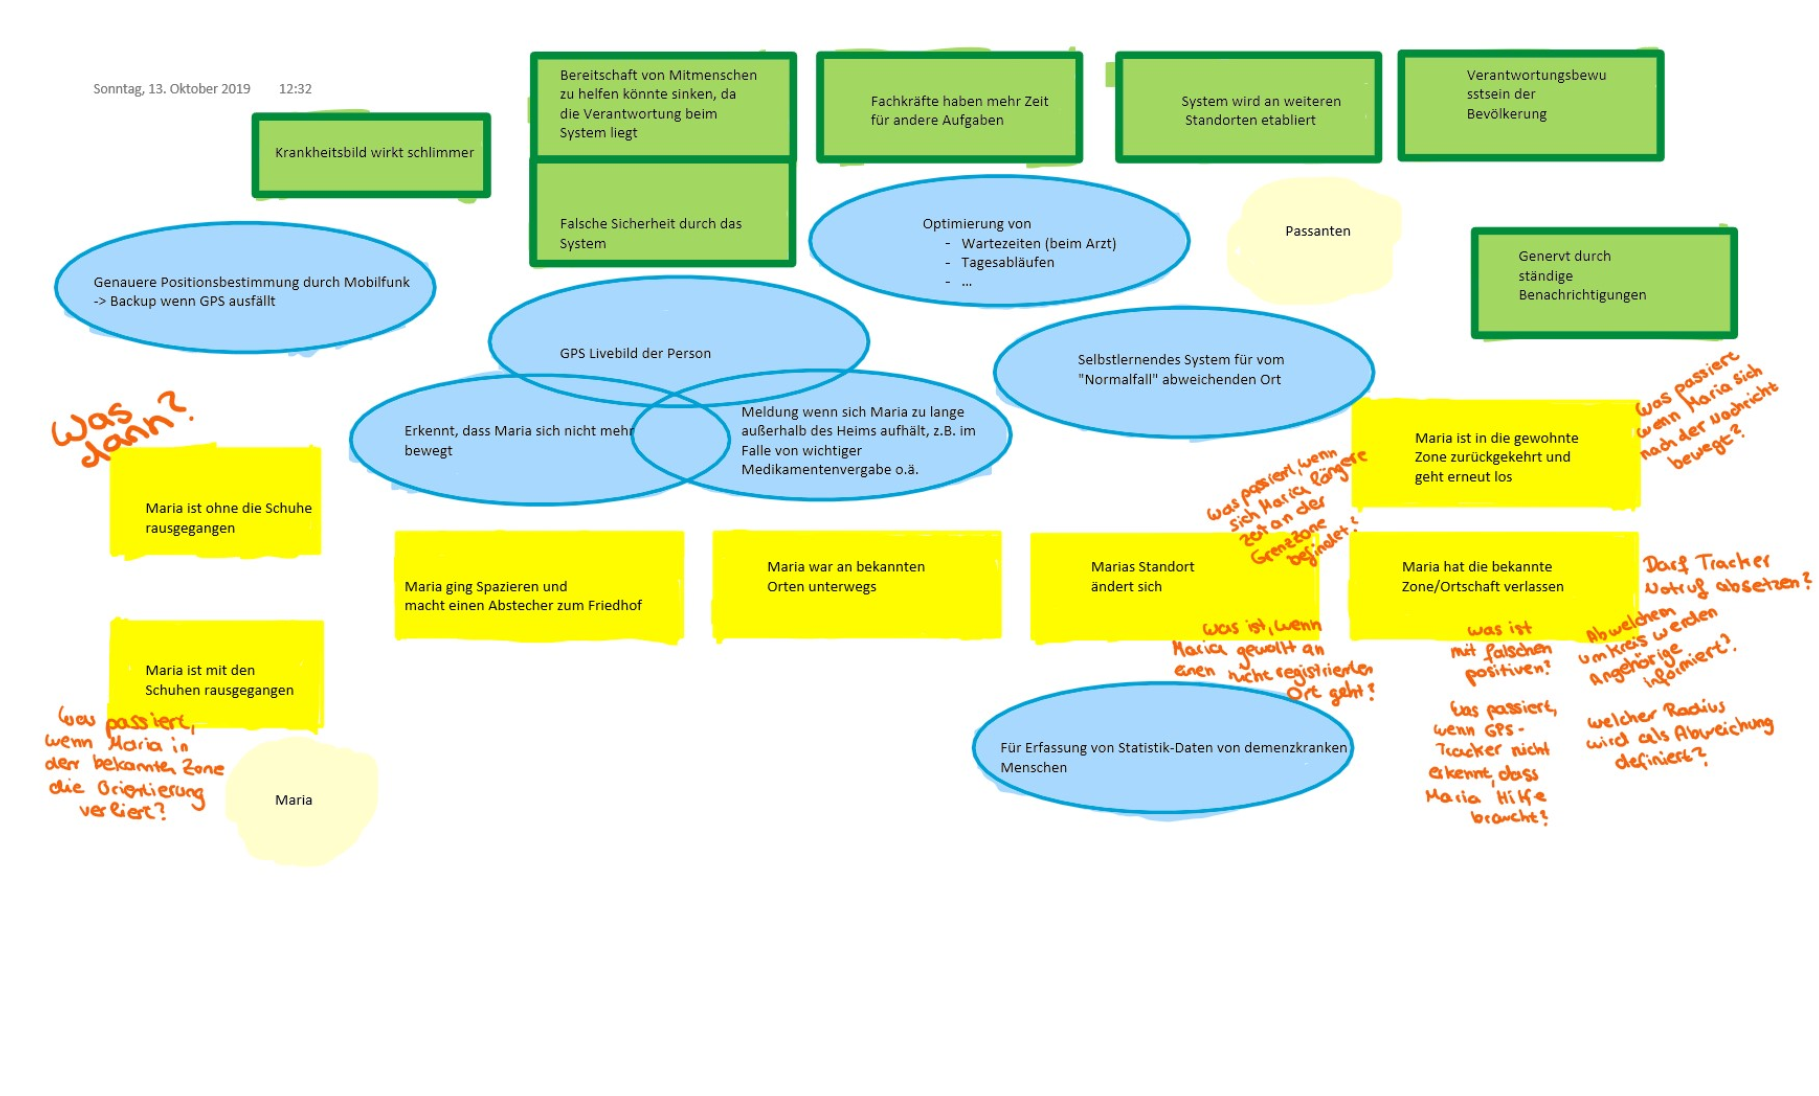 Sonntag, 13. Oktober 2019 12:32
Krankheitsbild wirkt schlimmer
Bereitschaft von Mitmenschen
zu helfen könnte sinken, da
die Verantwortung beim
System liegt
Fachkräfte haben mehr Zeit
für andere Aufgaben
System wird an weiteren
Standorten etabliert
Verantwortungsbewu
sstsein der
Bevölkerung
Falsche Sicherheit durch das
System
Optimierung von
- Wartezeiten (beim Arzt)
- Tagesabläufen
- ...
Passanten
Genervt durch
ständige
Benachrichtigungen
Genauere Positionsbestimmung durch Mobilfunk
-> Backup wenn GPS ausfällt
GPS Livebild der Person
Selbstlernendes System für vom
"Normalfall" abweichenden Ort
Erkennt, dass Maria sich nicht mehr
bewegt
Meldung wenn sich Maria zu lange
außerhalb des Heims aufhält, z.B. im
Falle von wichtiger
Medikamentenvergabe o.ä.
Was
dann?
Maria ist ohne die Schuhe
rausgegangen
Maria ist in die gewohnte
Zone zurückgekehrt und
geht erneut los
Was passiert
wenn Maria sich
nach der Nachricht
bewegt?
Was passiert, wenn
sich Maria längere
Zeit an der
Grenzzone
befindet?
Maria ging Spazieren und
macht einen Abstecher zum Friedhof
Maria war an bekannten
Orten unterwegs
Marias Standort
ändert sich
Maria hat die bekannte
Zone/Ortschaft verlassen
Darf Tracker
Notruf absetzen?
Maria ist mit den
Schuhen rausgegangen
Was ist, wenn
Maria gewollt an
einen nicht registrierten
Ort geht?
was ist
mit falschen
positiven?
Abweichem
umkreis werden
Angehörige
informiert?
Was passiert,
wenn Maria in
der bekannten Zone
die Orientierung
verliert?
Maria
Für Erfassung von Statistik-Daten von demenzkranken
Menschen
Was passiert,
wenn GPS-
Tracker nicht
erkennt, dass
Maria Hilfe
braucht?
welcher Radius
wird als Abweichung
definiert?